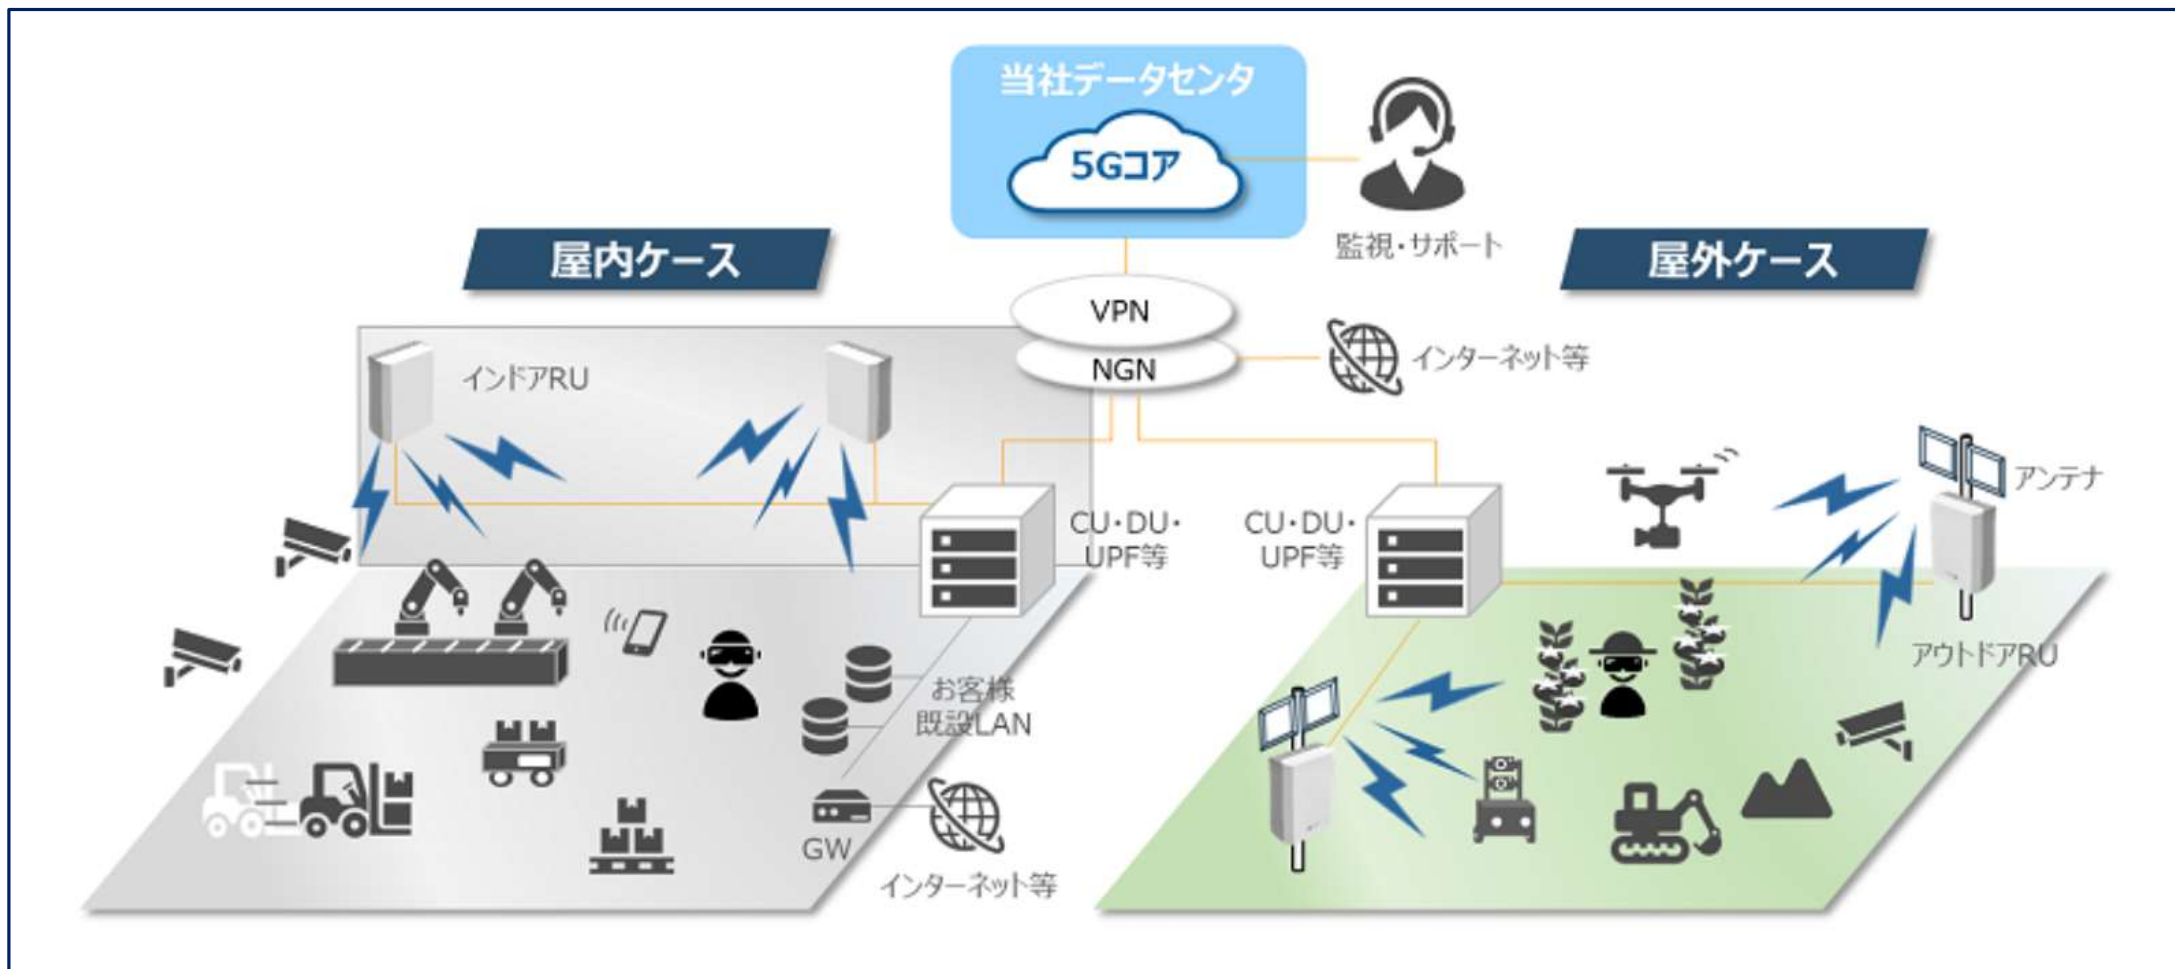 当社データセンタ
5Gコア
監視・サポート
屋内ケース
屋外ケース
VPN
NGN
インターネット等
インドアRU
アンテナ
CU・DU・
UPF等
CU・DU・
UPF等
アウトドアRU
お客様
既設LAN
GW
インターネット等